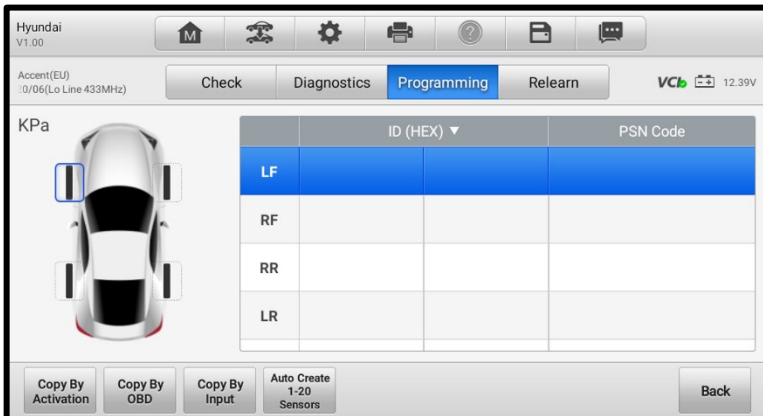 Hyundai
V1.00
M
Accent(EU)
0/06(Lo Line 433MHz)
Check
Diagnostics
Programming
Relearn
VCI
12.39V
KPa
ID (HEX) ▼
PSN Code
LF
RF
RR
LR
Copy By
Activation
Copy By
OBD
Copy By
Input
Auto Create
1-20
Sensors
Back